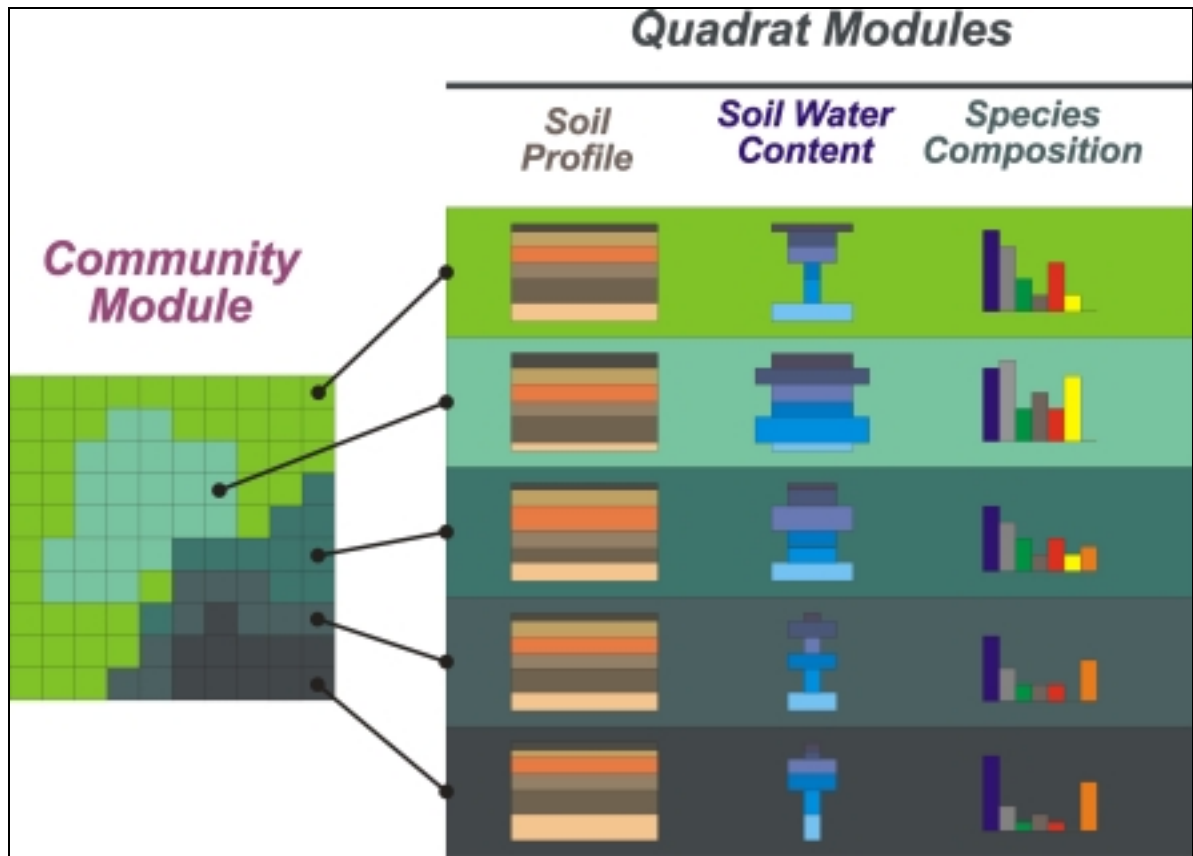 Quadrat Modules
Soil
Profile
Soil Water
Content
Species
Composition
Community
Module